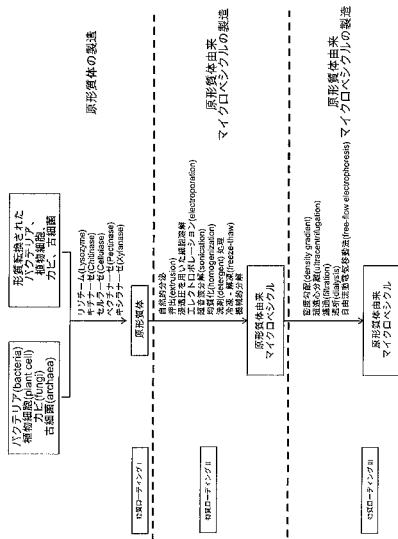 バクテリア(bacteria)
植物細胞(plant cell)
カビ(fungi)
古細菌(archaea)
形質転換された
バクテリア、
植物細胞、
カビ、古細菌
原形質体の製造
物質ローディング I
リゾチーム(Lysozyme)
キチナーゼ(Chitinase)
セルラーゼ(Cellase)
ペクチナーゼ(Pectinase)
キシラナーゼ(Xylanase)
原形質体
物質ローディング II
自然的分泌
押出(extrusion)
浸透圧を用いた細胞溶解
エレクトロポレーション(electroporation)
超音波分解(sonication)
均質化(homogenization)
洗剤(detergent) 処理
冷凍-解凍(freeze-thaw)
機械的分解
原形質体由来
マイクロベシクルの製造
原形質体由来
マイクロベシクル
物質ローディング III
密度勾配(density gradient)
超遠心分離(ultracentrifugation)
濾過(filtration)
透析(dialysis)
自由流動電気移動法(free-flow electrophoresis)
原形質体由来
マイクロベシクルの製造
原形質体由来
マイクロベシクル